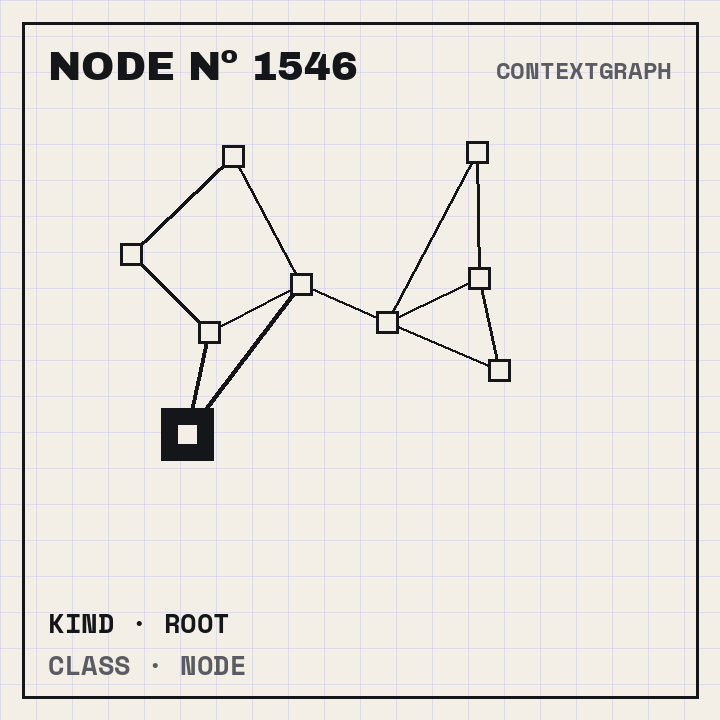 NODE Nº 1546
CONTEXTGRAPH
KIND · ROOT
CLASS · NODE